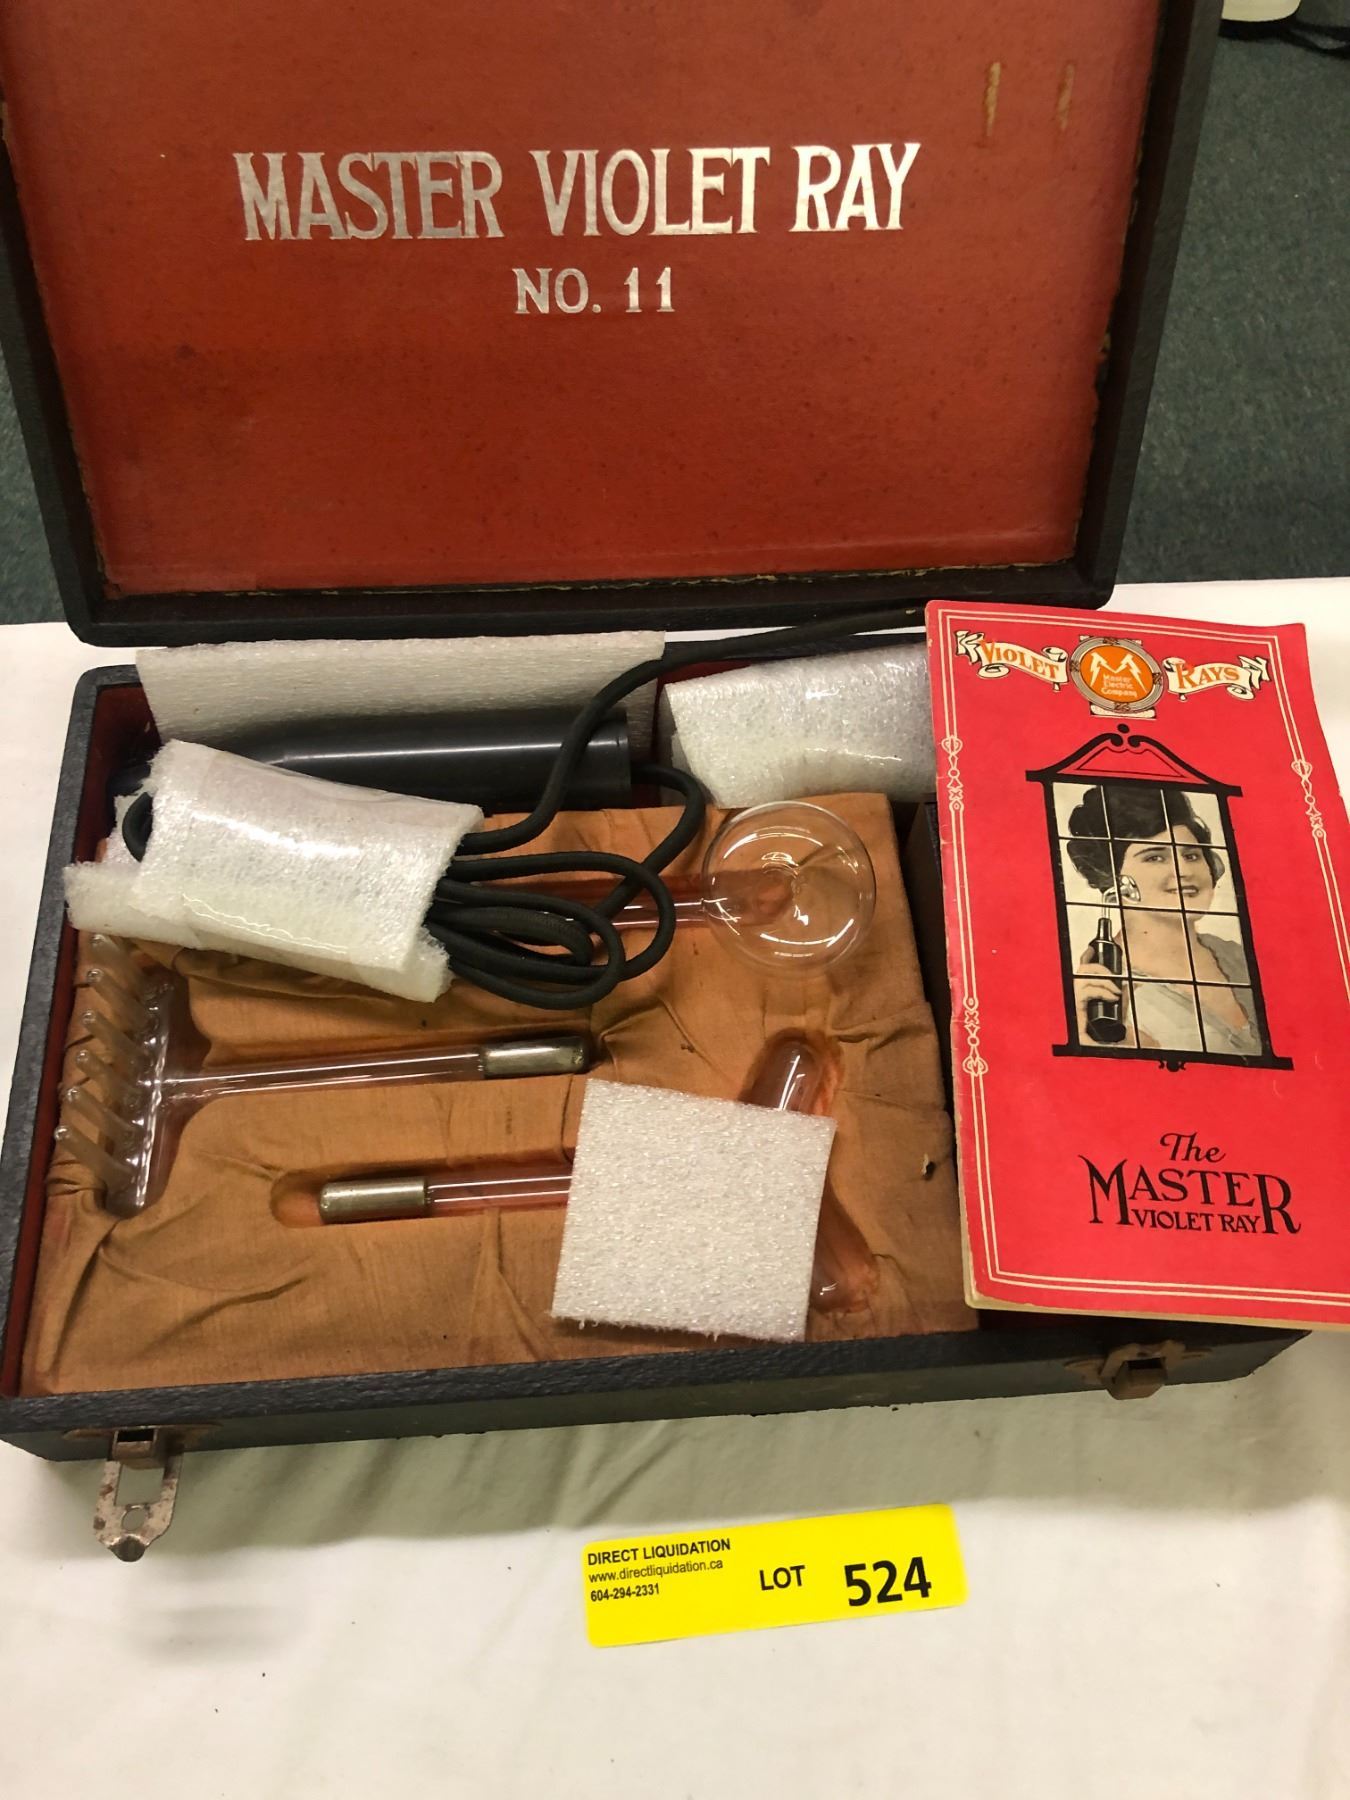 MASTER VIOLET RAY
NO. 11
VIOLET RAYS
M
Master
Electric
Company
The
MASTER
VIOLET RAY
DIRECT LIQUIDATION
www.directliquidation.ca
604-294-2331
LOT 524